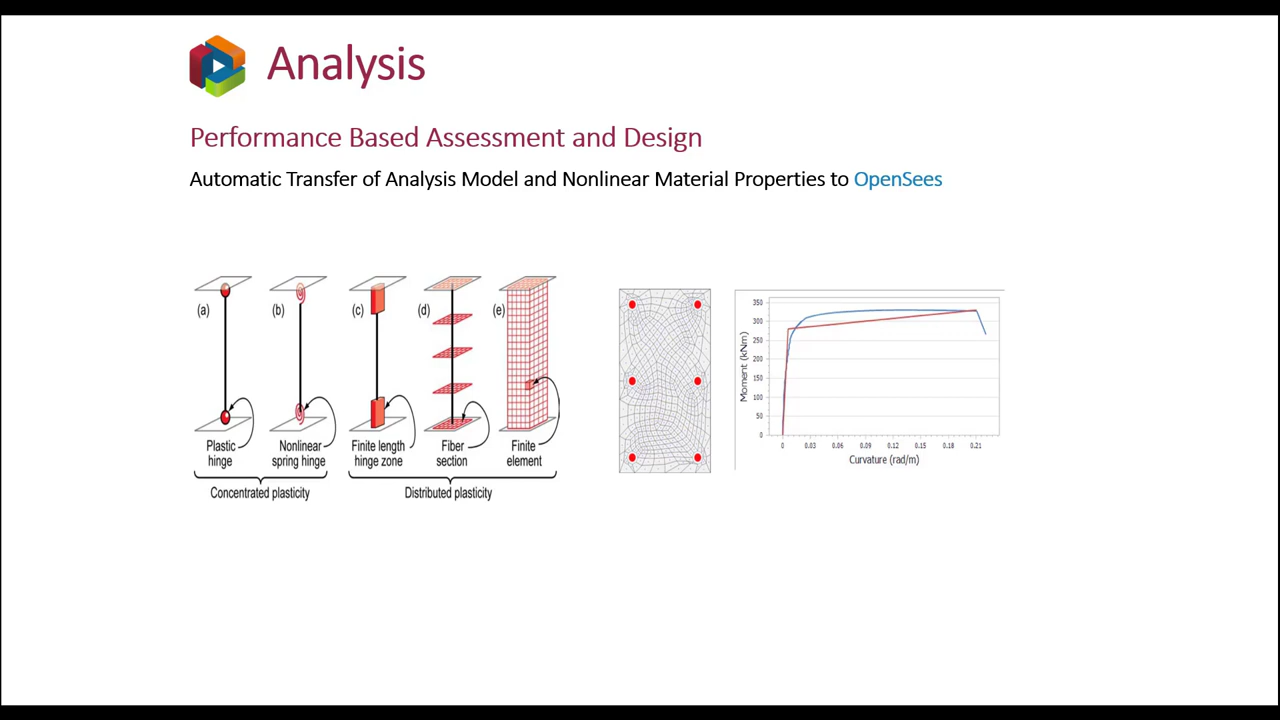 Analysis
Performance Based Assessment and Design
Automatic Transfer of Analysis Model and Nonlinear Material Properties to OpenSees
(a)
(b)
(c)
(d)
(e)
Plastic
hinge
Nonlinear
spring hinge
Finite length
hinge zone
Fiber
section
Finite
element
Concentrated plasticity
Distributed plasticity
Moment (kNm)
350
300
250
200
150
100
50
0
0 0.03 0.06 0.09 0.12 0.15 0.18 0.21
Curvature (rad/m)